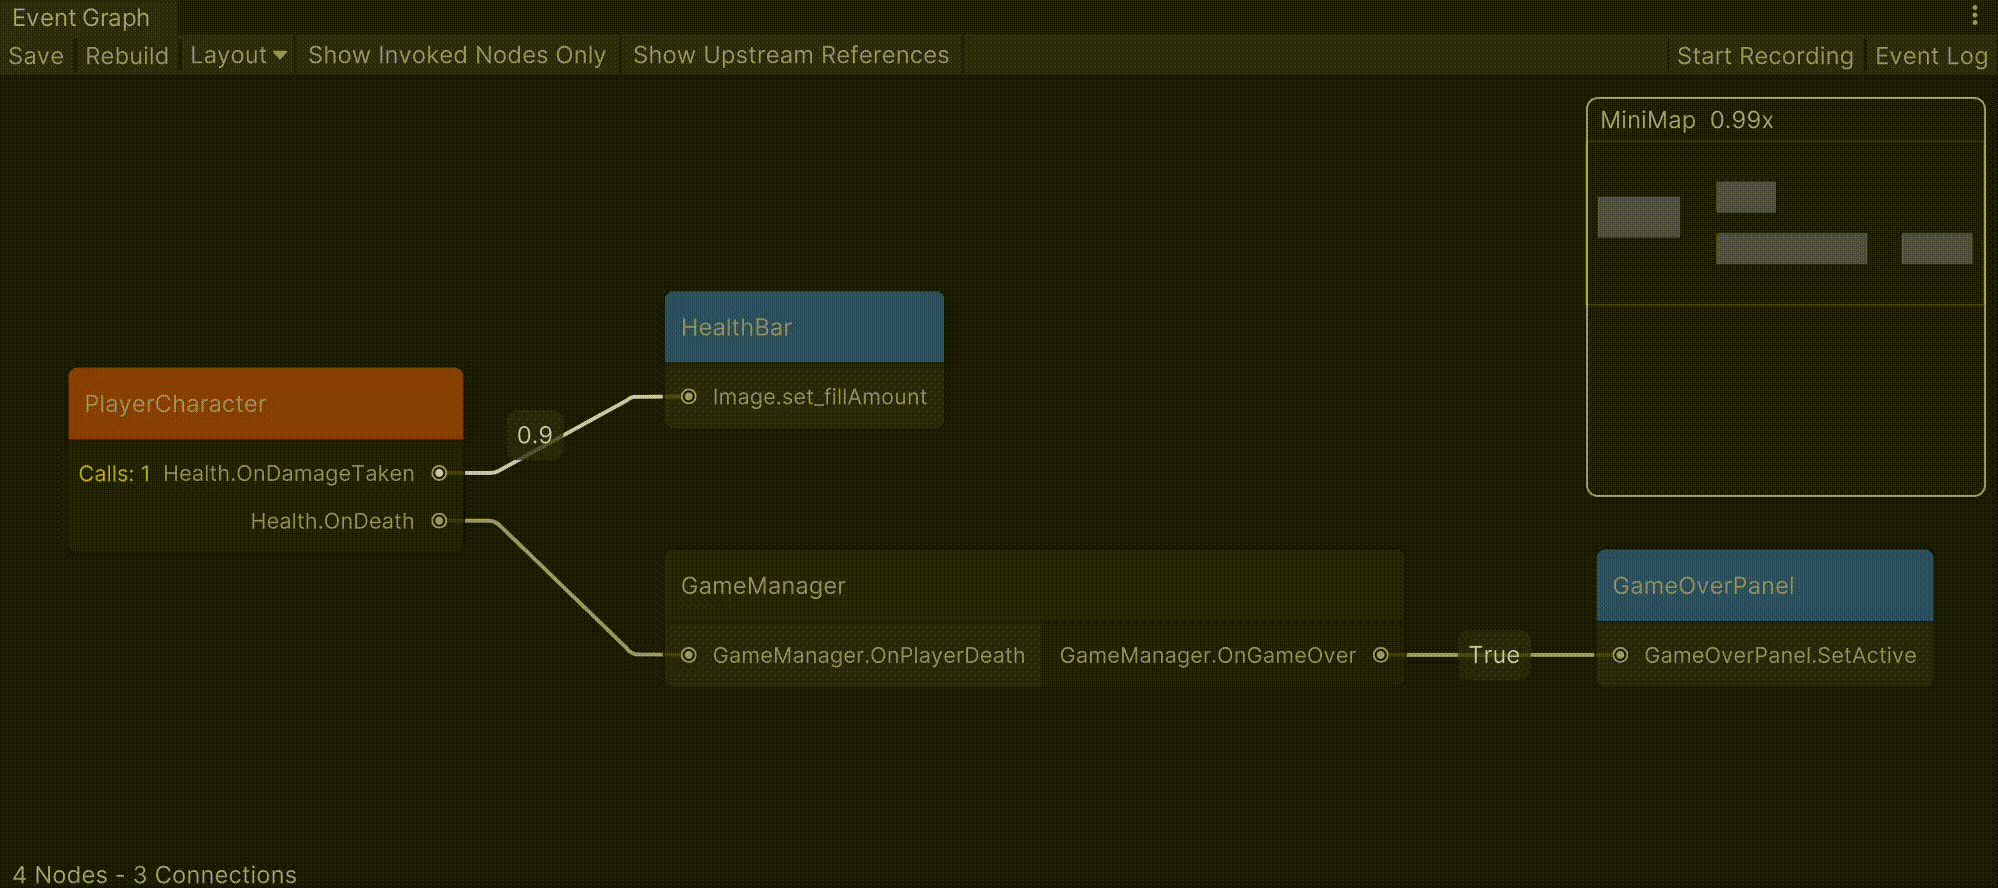 Event Graph
Save Rebuild Layout Show Invoked Nodes Only Show Upstream References Start Recording Event Log
MiniMap 0.99x
HealthBar
Image.set_fillAmount
PlayerCharacter
0.9
Calls: 1 Health.OnDamageTaken
Health.OnDeath
GameManager
GameManager.OnPlayerDeath GameManager.OnGameOver
True
GameOverPanel
GameOverPanel.SetActive
4 Nodes - 3 Connections